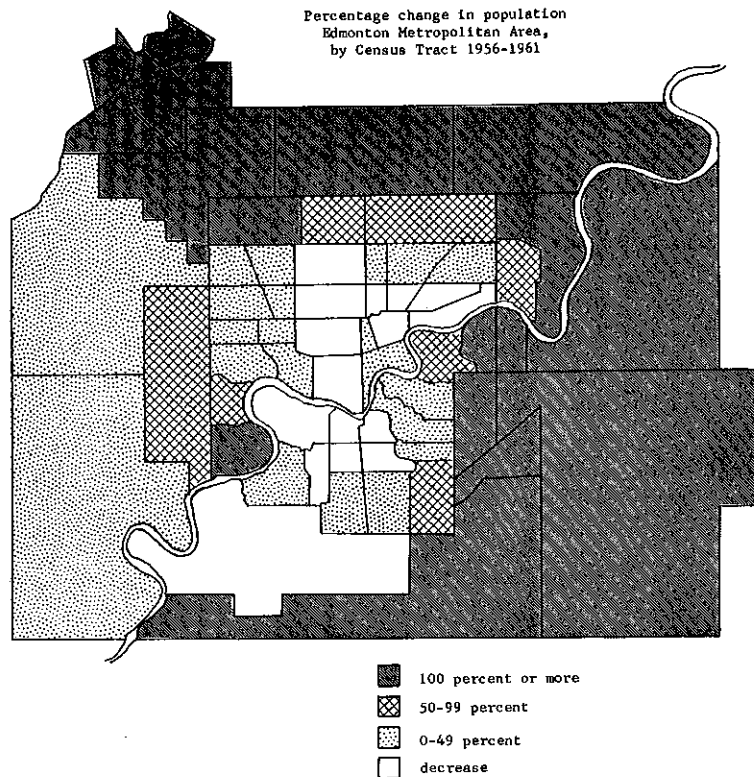 Percentage change in population
Edmonton Metropolitan Area,
by Census Tract 1956-1961
100 percent or more
50-99 percent
0-49 percent
decrease